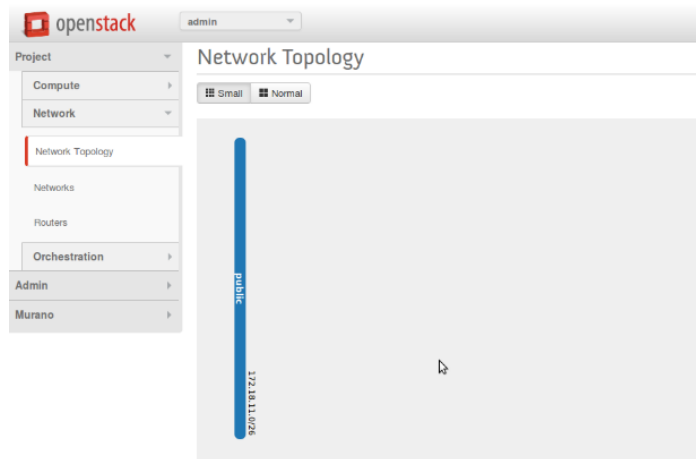 openstack
admin
Project
Compute
Network
Network Topology
Networks
Routers
Orchestration
Admin
Murano
Network Topology
Small
Normal
public
172.18.11.0/26